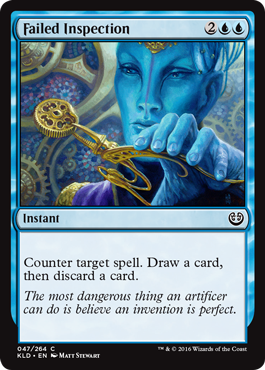 Failed Inspection 2
Instant
Counter target spell. Draw a card,
then discard a card.
The most dangerous thing an artificer
can do is believe an invention is perfect.
047/264 C
KLD • EN MATT STEWART
™ & © 2016 Wizards of the Coast